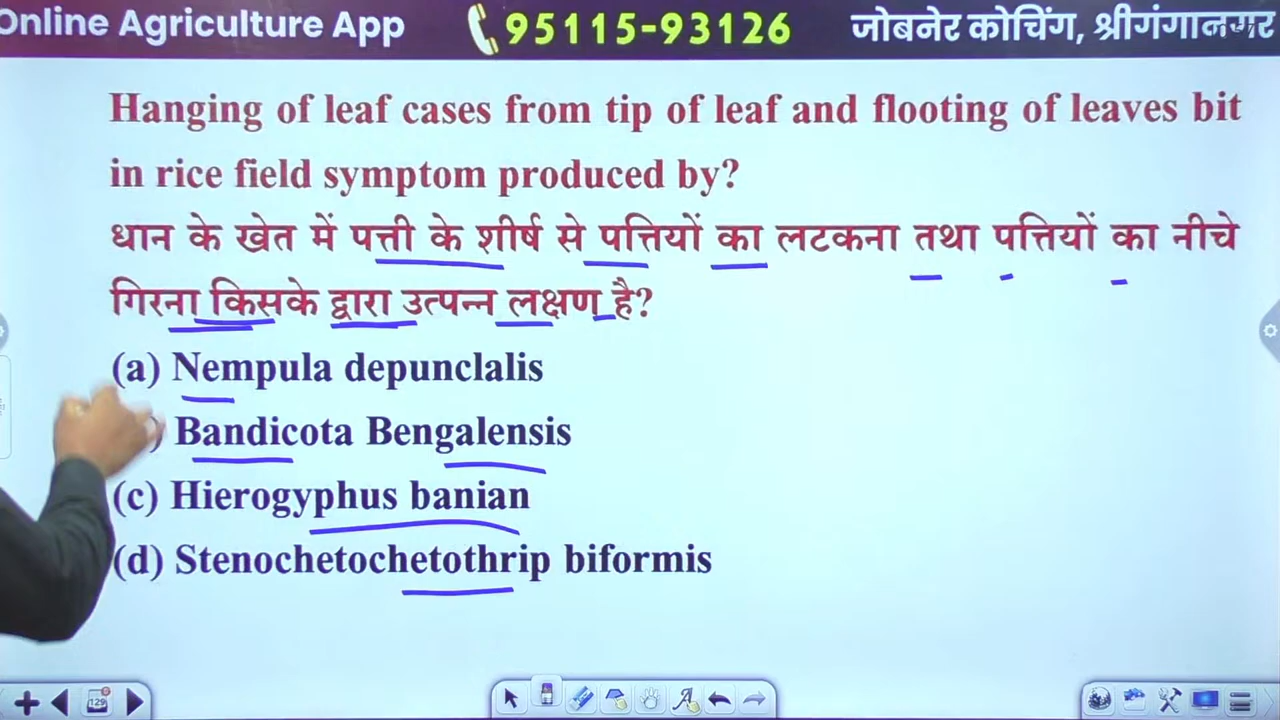 Online Agriculture App 95115-93126 जोबनेर कोचिंग, श्रीगंगानगर
Hanging of leaf cases from tip of leaf and flooting of leaves bit
in rice field symptom produced by?
धान के खेत में पत्ती के शीर्ष से पत्तियों का लटकना तथा पत्तियों का नीचे
गिरना किसके द्वारा उत्पन्न लक्षण है?
(a) Nempula depunclalis
) Bandicota Bengalensis
(c) Hierogyphus banian
(d) Stenochetochetothrip biformis
129